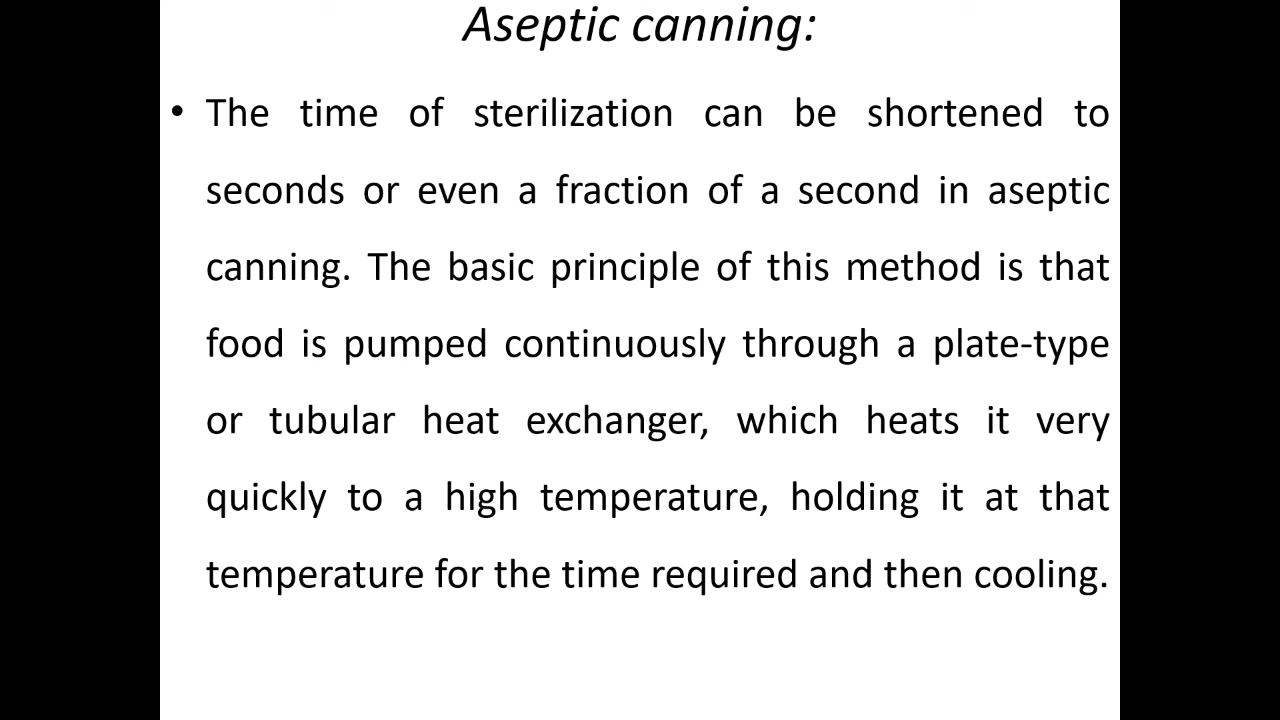 Aseptic canning:
• The time of sterilization can be shortened to
seconds or even a fraction of a second in aseptic
canning. The basic principle of this method is that
food is pumped continuously through a plate-type
or tubular heat exchanger, which heats it very
quickly to a high temperature, holding it at that
temperature for the time required and then cooling.